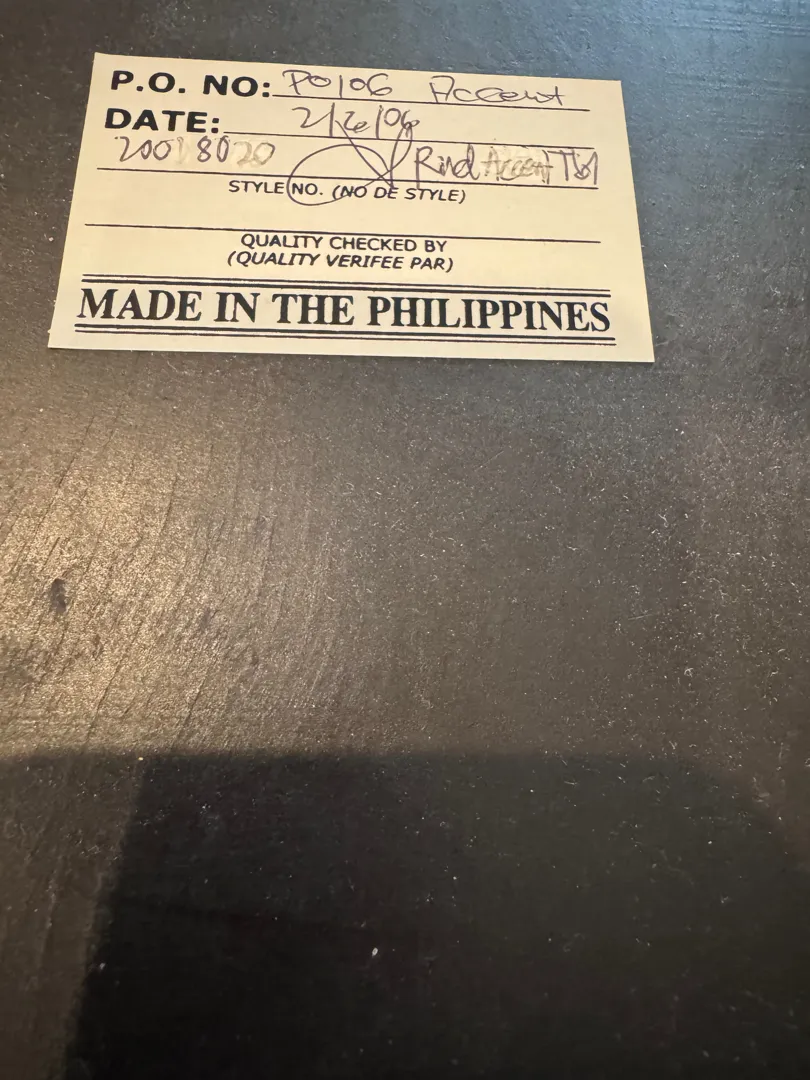 P.O. NO: PO106 Accent
DATE: 2/2/06
20018020 Rnd Accent Tbl
STYLE NO. (NO DE STYLE)
QUALITY CHECKED BY
(QUALITY VERIFEE PAR)
MADE IN THE PHILIPPINES